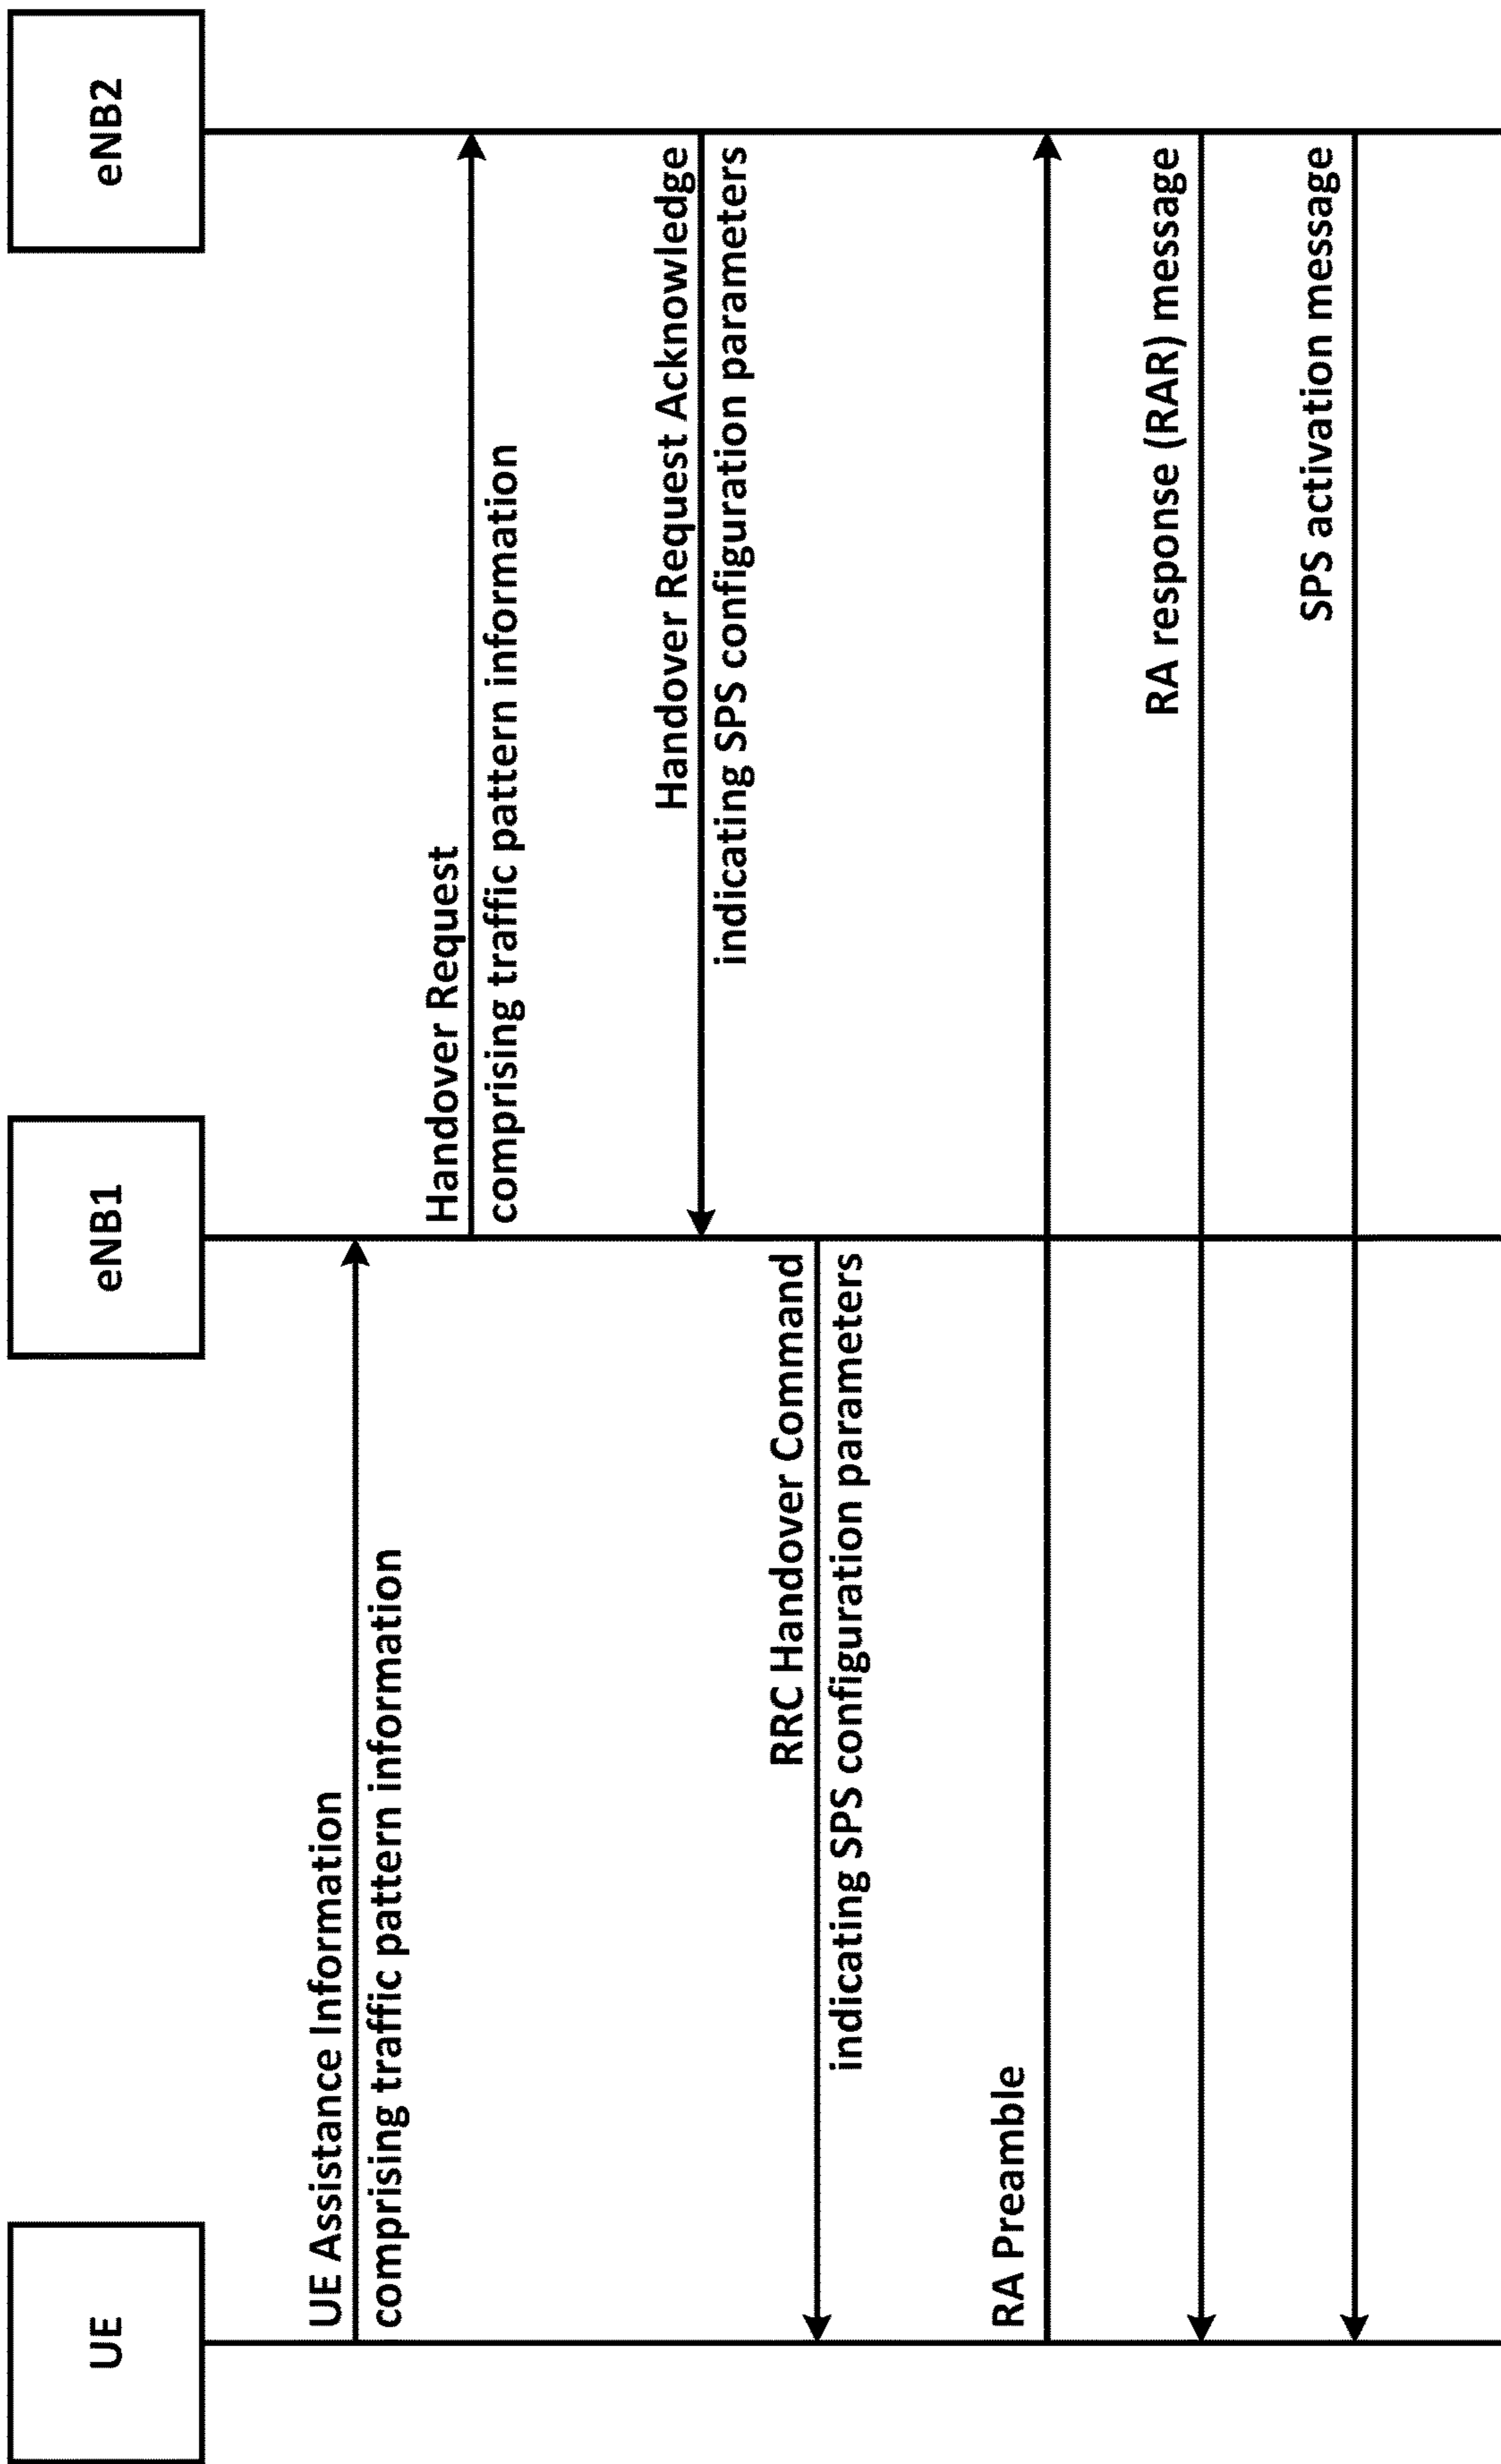 UE
eNB1
eNB2
UE Assistance Information
comprising traffic pattern information
Handover Request
comprising traffic pattern information
Handover Request Acknowledge
indicating SPS configuration parameters
RRC Handover Command
indicating SPS configuration parameters
RA Preamble
RA response (RAR) message
SPS activation message